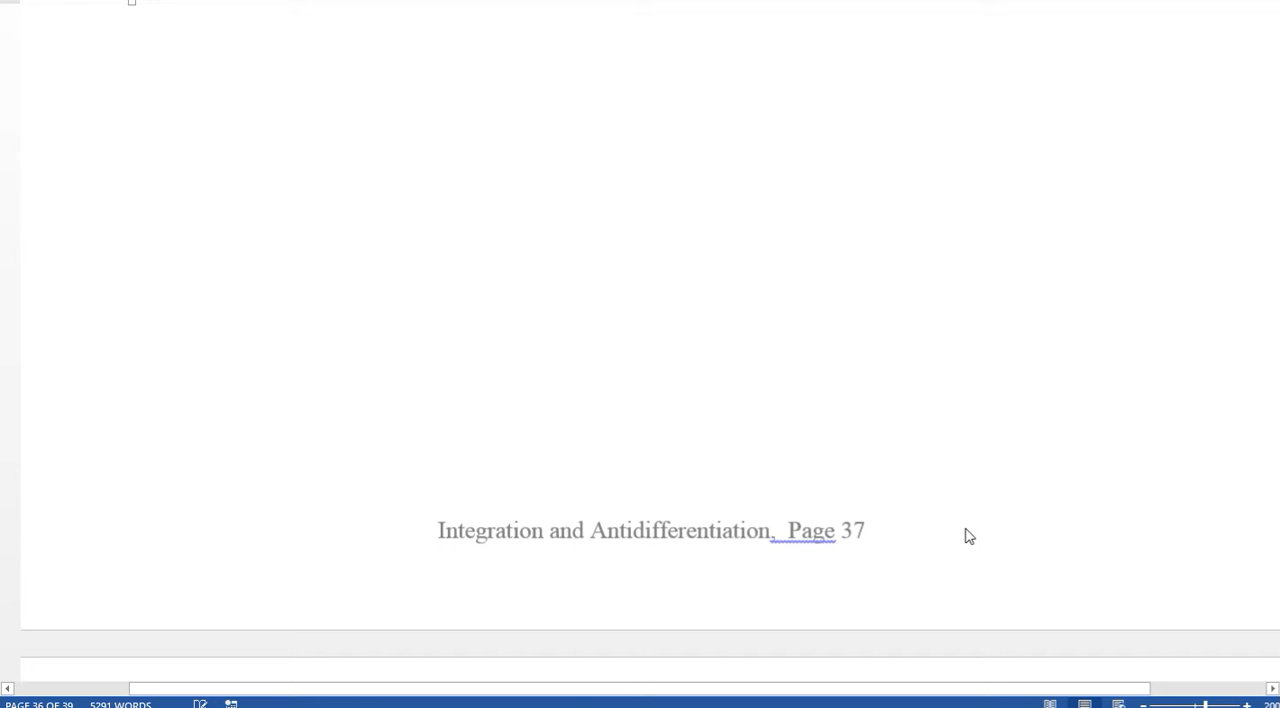 Integration and Antidifferentiation,  Page 37
PAGE 36 OF 39 5291 WORDS